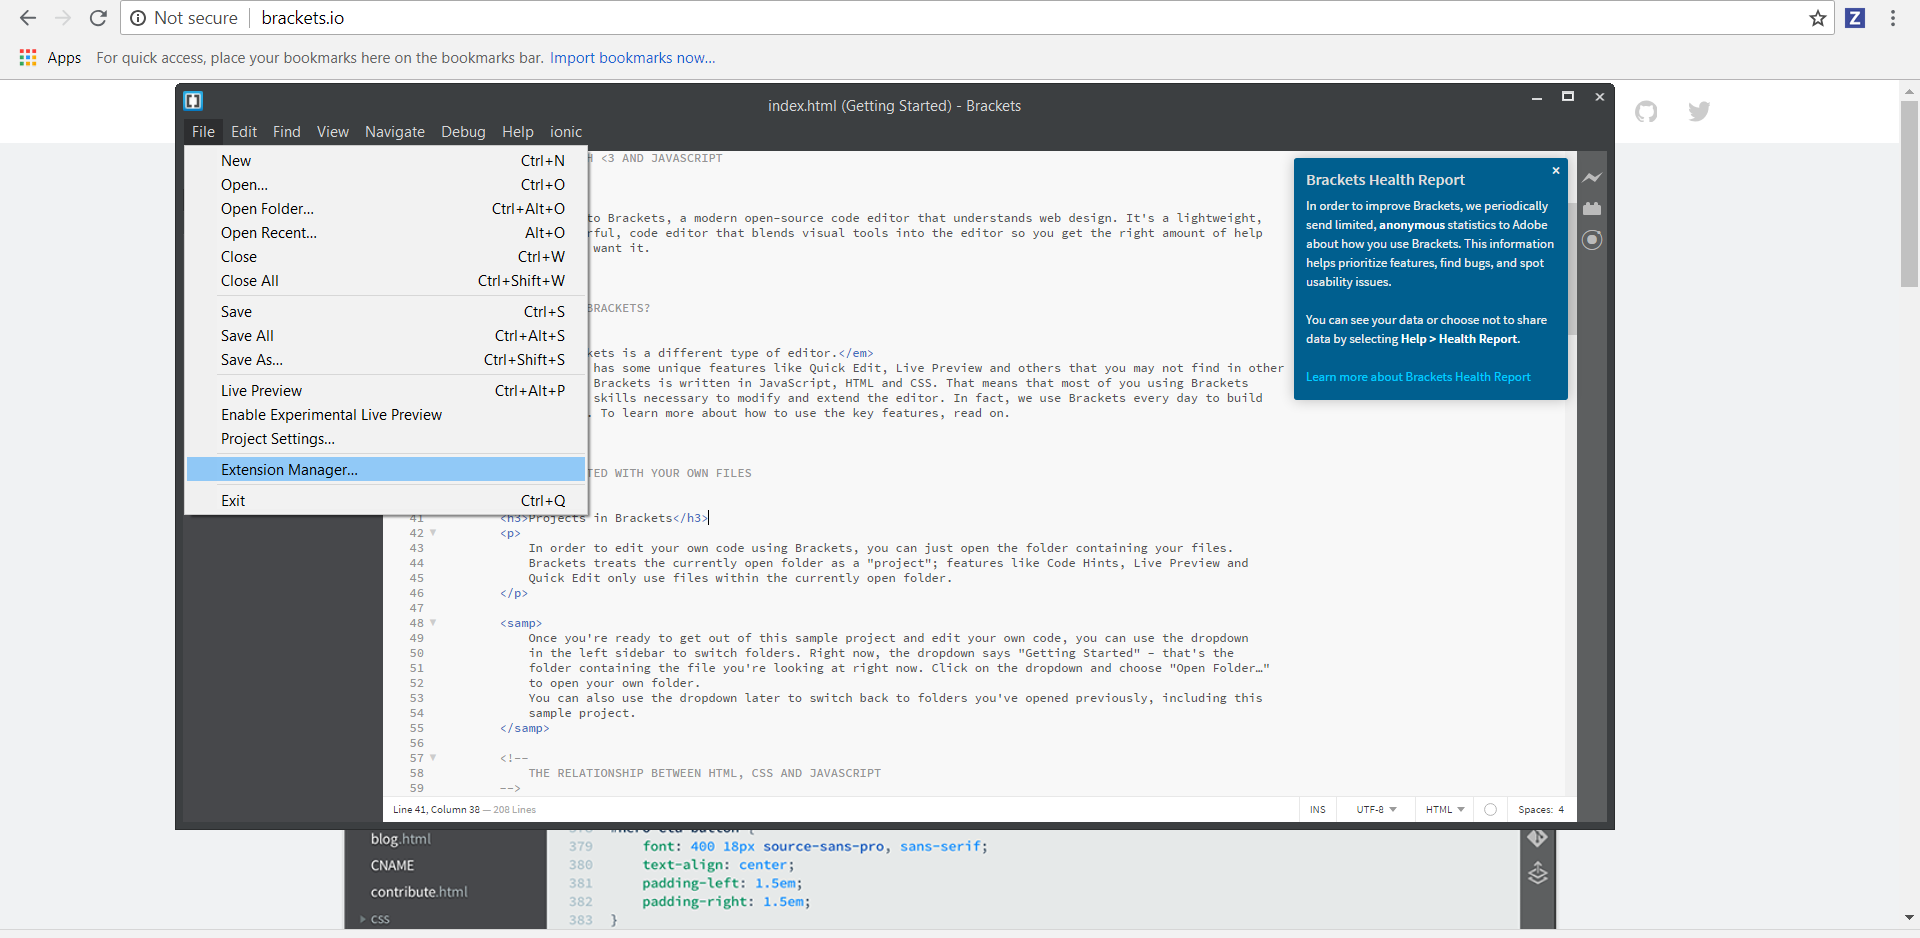 Not secure brackets.io
Apps For quick access, place your bookmarks here on the bookmarks bar. Import bookmarks now...
index.html (Getting Started) - Brackets
File Edit Find View Navigate Debug Help ionic
New Ctrl+N
Open... Ctrl+O
Open Folder... Ctrl+Alt+O
Open Recent... Alt+O
Close Ctrl+W
Close All Ctrl+Shift+W
Save Ctrl+S
Save All Ctrl+Alt+S
Save As... Ctrl+Shift+S
Live Preview Ctrl+Alt+P
Enable Experimental Live Preview
Project Settings...
Extension Manager...
Exit Ctrl+Q
<3 AND JAVASCRIPT
to Brackets, a modern open-source code editor that understands web design. It's a lightweight,
rful, code editor that blends visual tools into the editor so you get the right amount of help
want it.
BRACKETS?
kets is a different type of editor.</em>
has some unique features like Quick Edit, Live Preview and others that you may not find in other
Brackets is written in JavaScript, HTML and CSS. That means that most of you using Brackets
skills necessary to modify and extend the editor. In fact, we use Brackets every day to build
. To learn more about how to use the key features, read on.
TED WITH YOUR OWN FILES
41 <h3>Projects in Brackets</h3>
42 <p>
43 In order to edit your own code using Brackets, you can just open the folder containing your files.
44 Brackets treats the currently open folder as a "project"; features like Code Hints, Live Preview and
45 Quick Edit only use files within the currently open folder.
46 </p>
47
48 <samp>
49 Once you're ready to get out of this sample project and edit your own code, you can use the dropdown
50 in the left sidebar to switch folders. Right now, the dropdown says "Getting Started" – that's the
51 folder containing the file you're looking at right now. Click on the dropdown and choose "Open Folder…"
52 to open your own folder.
53 You can also use the dropdown later to switch back to folders you've opened previously, including this
54 sample project.
55 </samp>
56
57 <!--
58 THE RELATIONSHIP BETWEEN HTML, CSS AND JAVASCRIPT
59 -->
Line 41, Column 38 — 208 Lines INS UTF-8 HTML Spaces: 4
Brackets Health Report
In order to improve Brackets, we periodically
send limited, anonymous statistics to Adobe
about how you use Brackets. This information
helps prioritize features, find bugs, and spot
usability issues.
You can see your data or choose not to share
data by selecting Help > Health Report.
Learn more about Brackets Health Report
blog.html
CNAME
contribute.html
css
379 font: 400 18px source-sans-pro, sans-serif;
380 text-align: center;
381 padding-left: 1.5em;
382 padding-right: 1.5em;
383 }